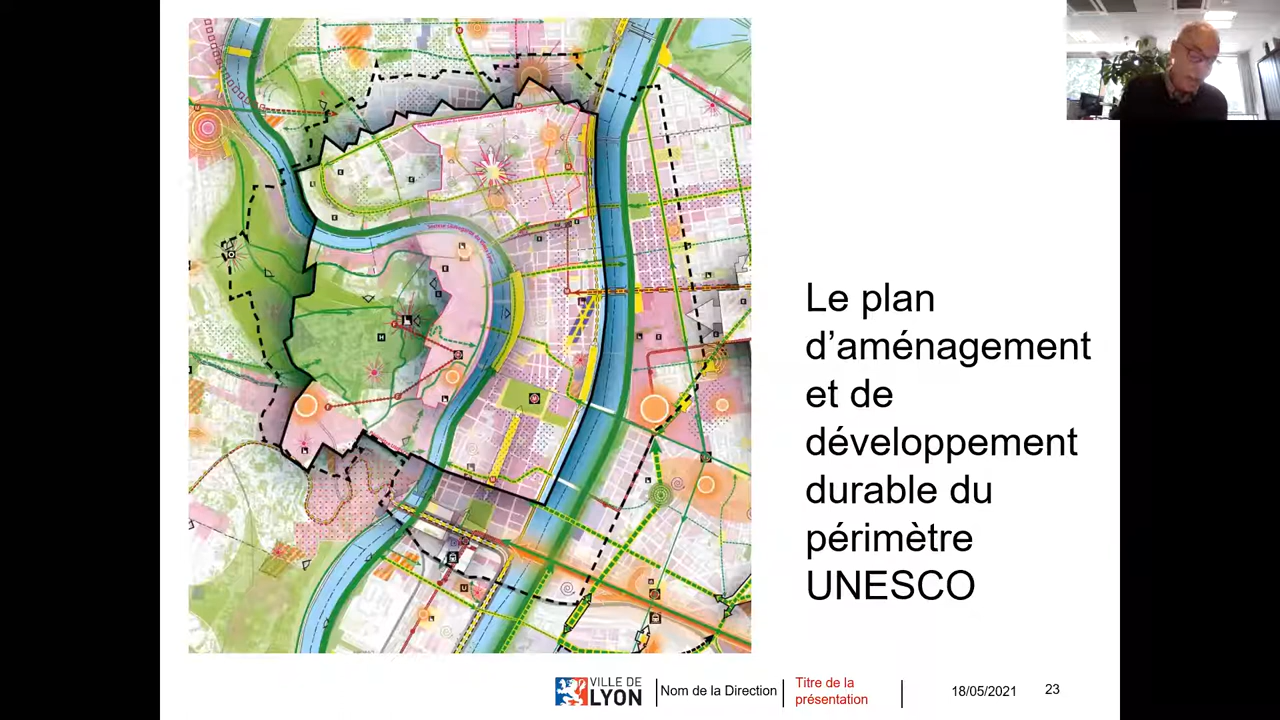 Le plan
d’aménagement
et de
développement
durable du
périmètre
UNESCO
VILLE DE
LYON
Nom de la Direction
Titre de la
présentation
18/05/2021
23